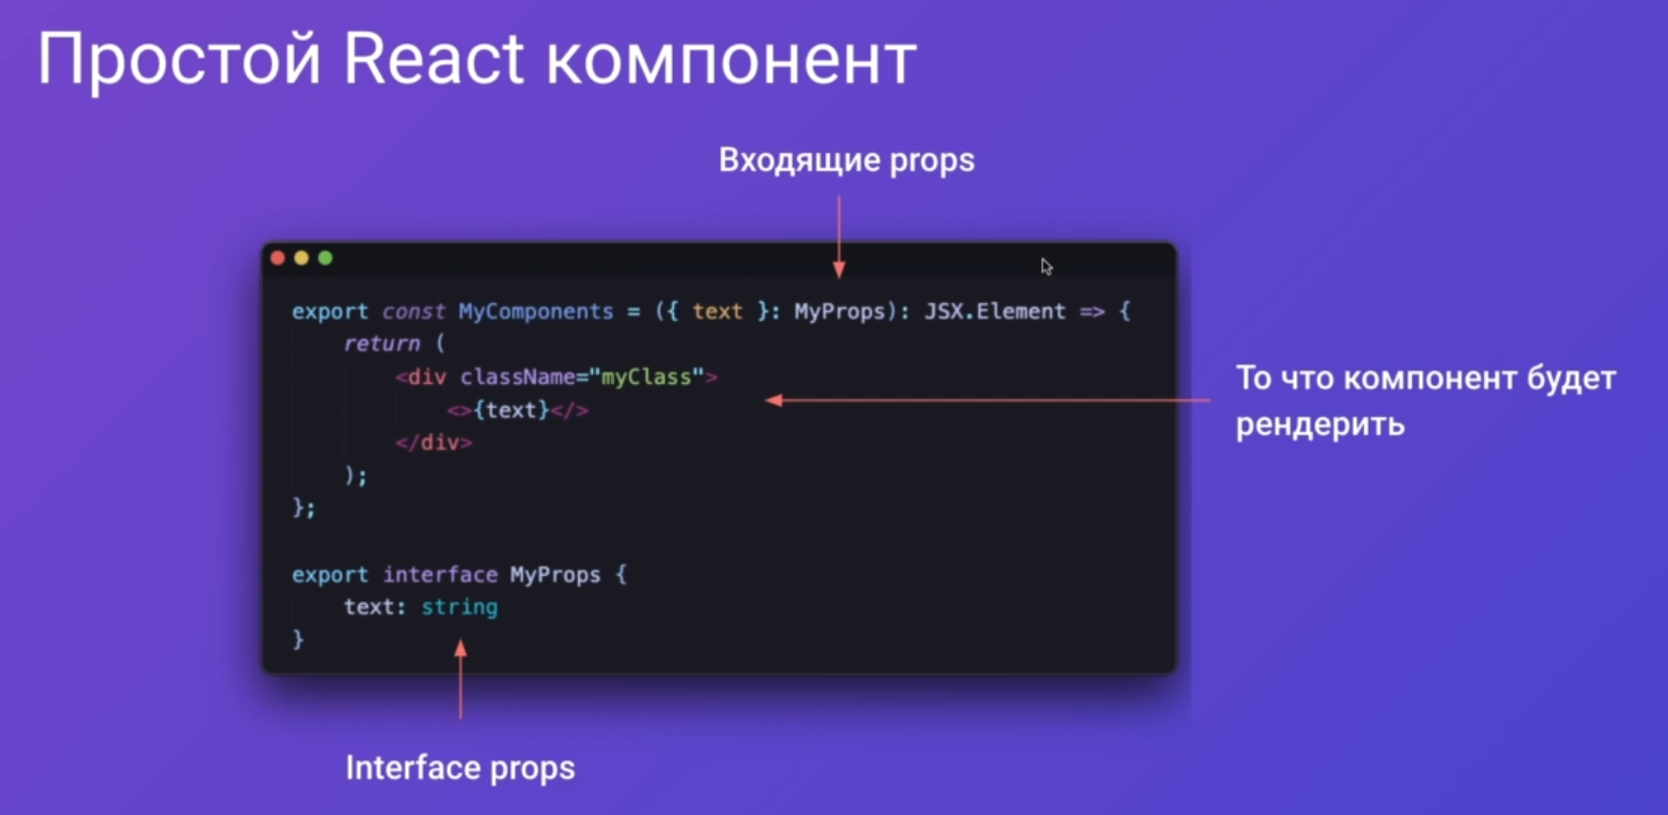 Простой React компонент
Входящие props
export const MyComponents = ({ text }: MyProps): JSX.Element => {
return (
<div className="myClass">
<>{text}</>
</div>
);
};
То что компонент будет
рендерить
export interface MyProps {
text: string
}
Interface props